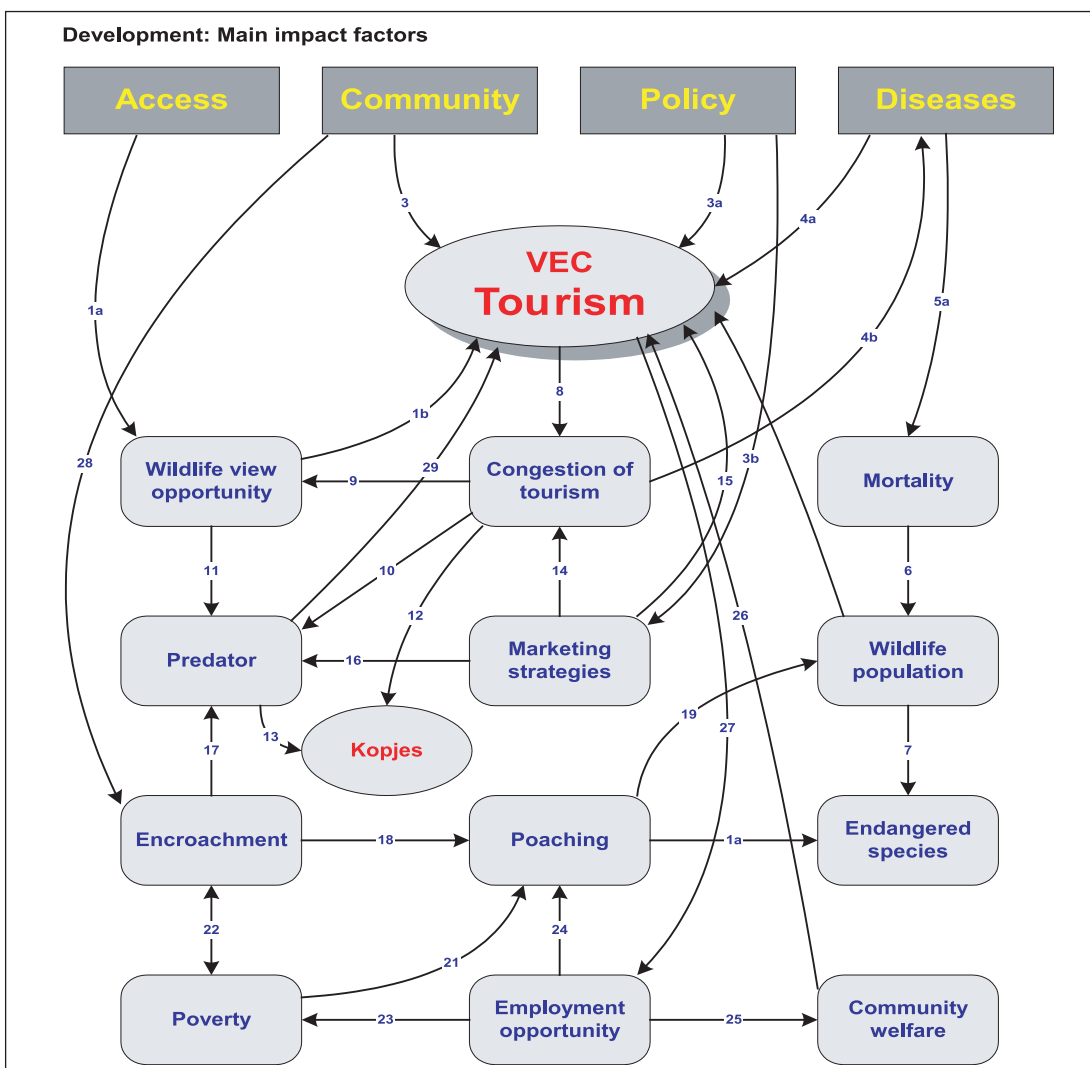 Development: Main impact factors
Access
Community
Policy
Diseases
3
3a
4a
VEC
Tourism
1a
5a
4b
8
1b
28
29
3b
15
Wildlife view
opportunity
9
Congestion of
tourism
Mortality
11
10
14
6
12
26
Predator
16
Marketing
strategies
Wildlife
population
19
27
13
17
Kopjes
7
Encroachment
18
Poaching
1a
Endangered
species
22
24
21
Poverty
23
Employment
opportunity
25
Community
welfare